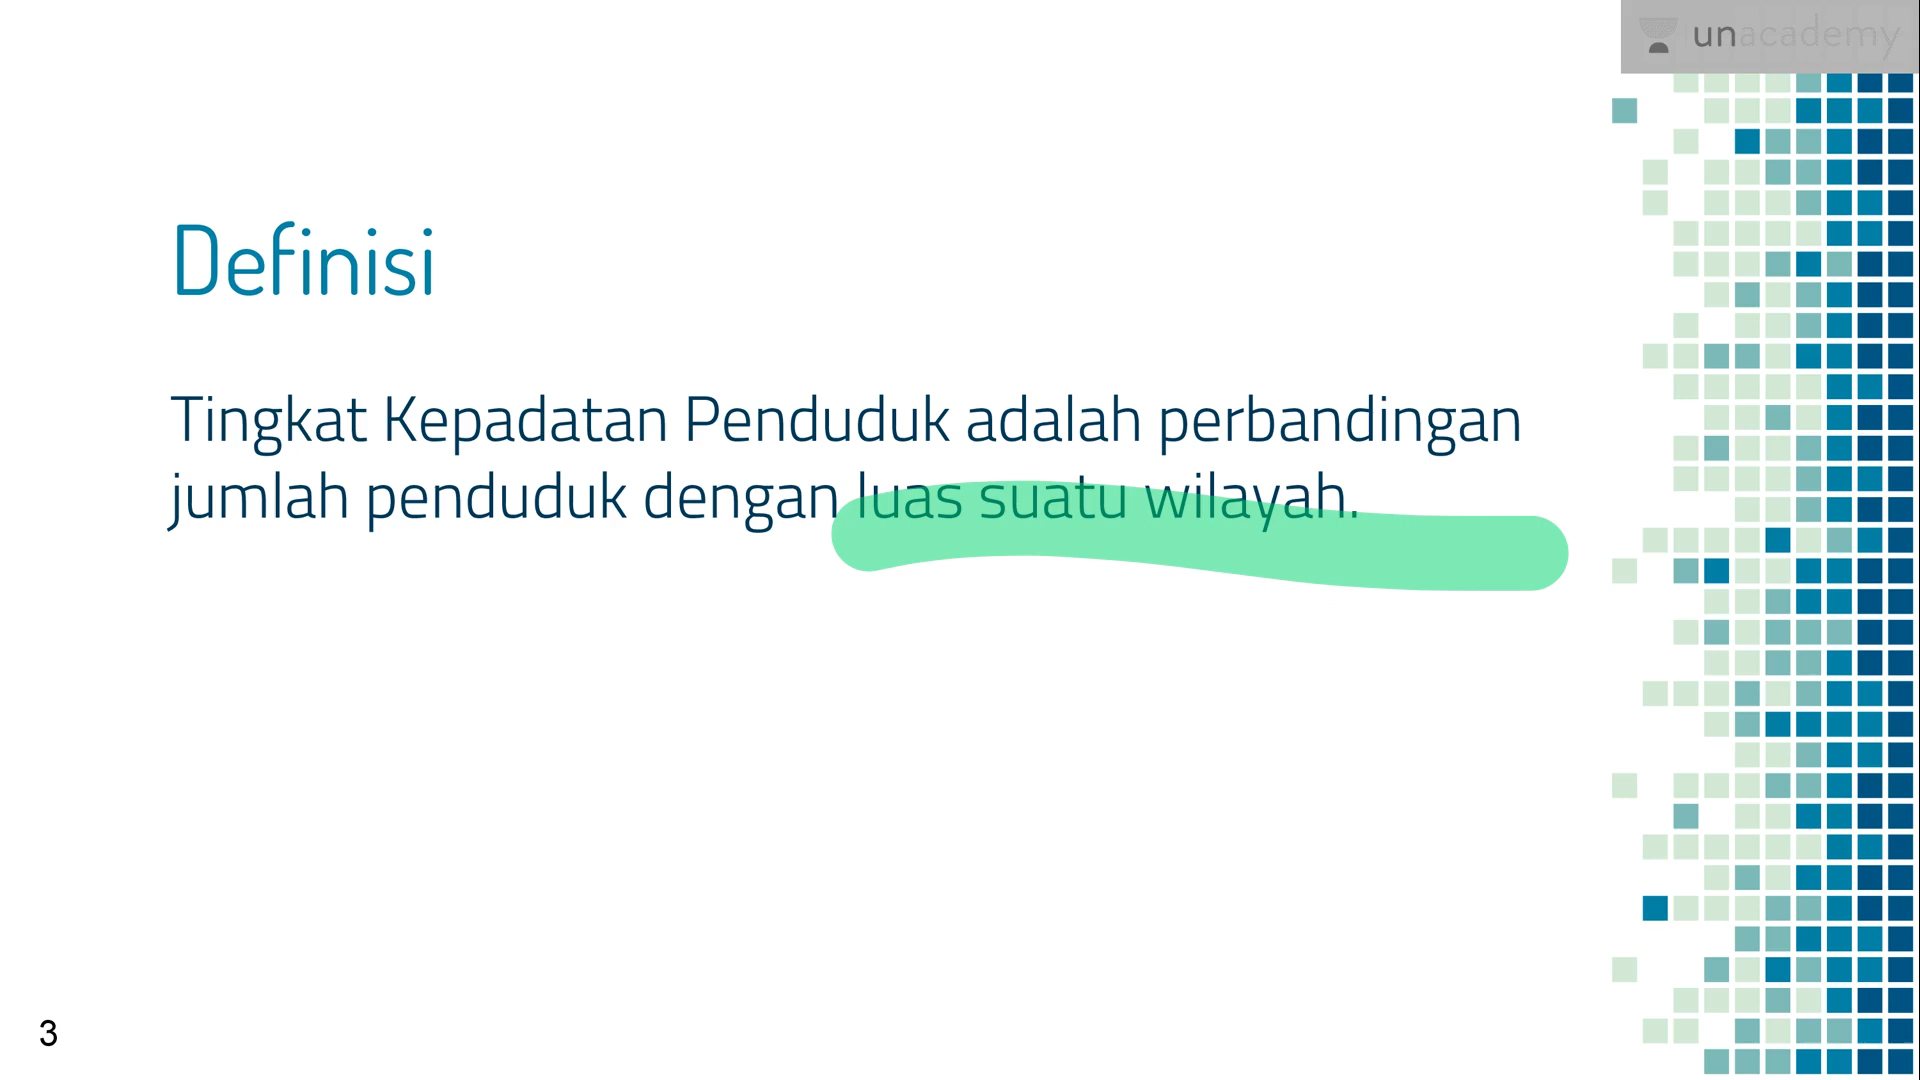 unacademy
Definisi
Tingkat Kepadatan Penduduk adalah perbandingan
jumlah penduduk dengan luas suatu wilayah.
3